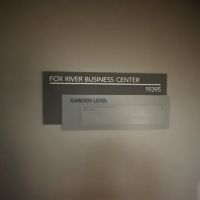 FOX RIVER BUSINESS CENTER
19395
GARDEN LEVEL